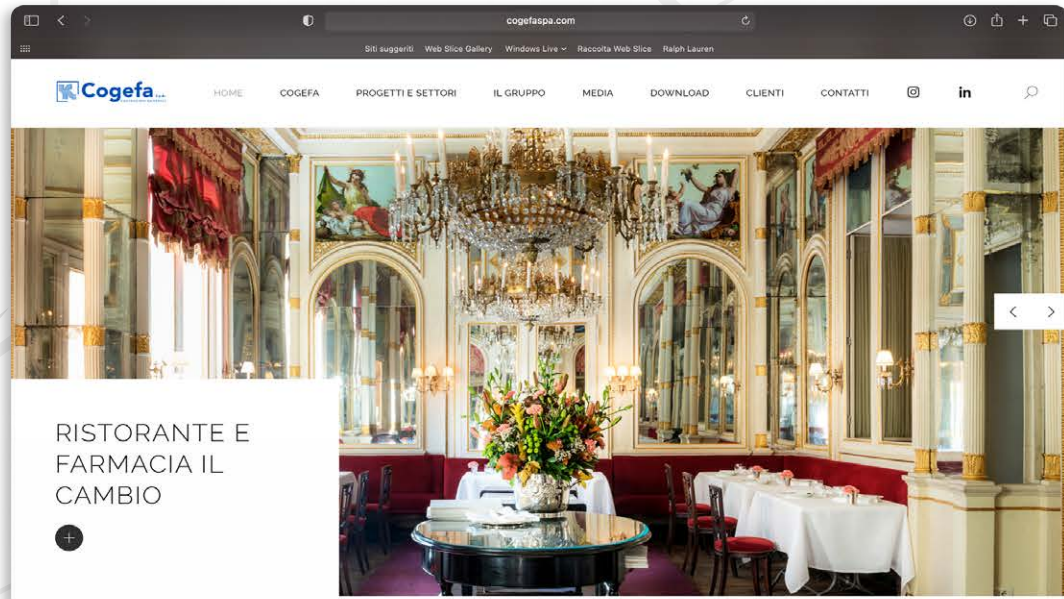 cogefaspa.com
Siti suggeriti Web Slice Gallery Windows Live Raccolta Web Slice Ralph Lauren
Cogefa
HOME COGEFA PROGETTI E SETTORI IL GRUPPO MEDIA DOWNLOAD CLIENTI CONTATTI in
RISTORANTE E
FARMACIA IL
CAMBIO